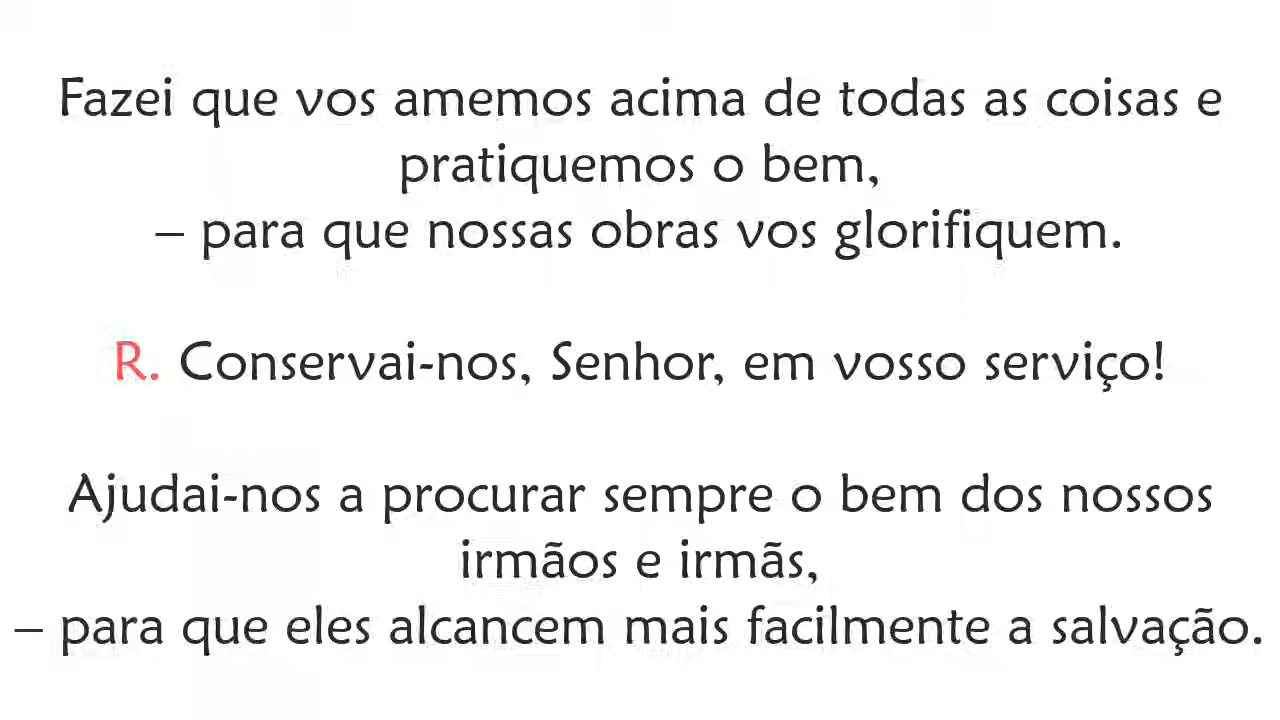 Fazei que vos amemos acima de todas as coisas e
pratiquemos o bem,
– para que nossas obras vos glorifiquem.
R. Conservai-nos, Senhor, em vosso serviço!
Ajudai-nos a procurar sempre o bem dos nossos
irmãos e irmãs,
– para que eles alcancem mais facilmente a salvação.